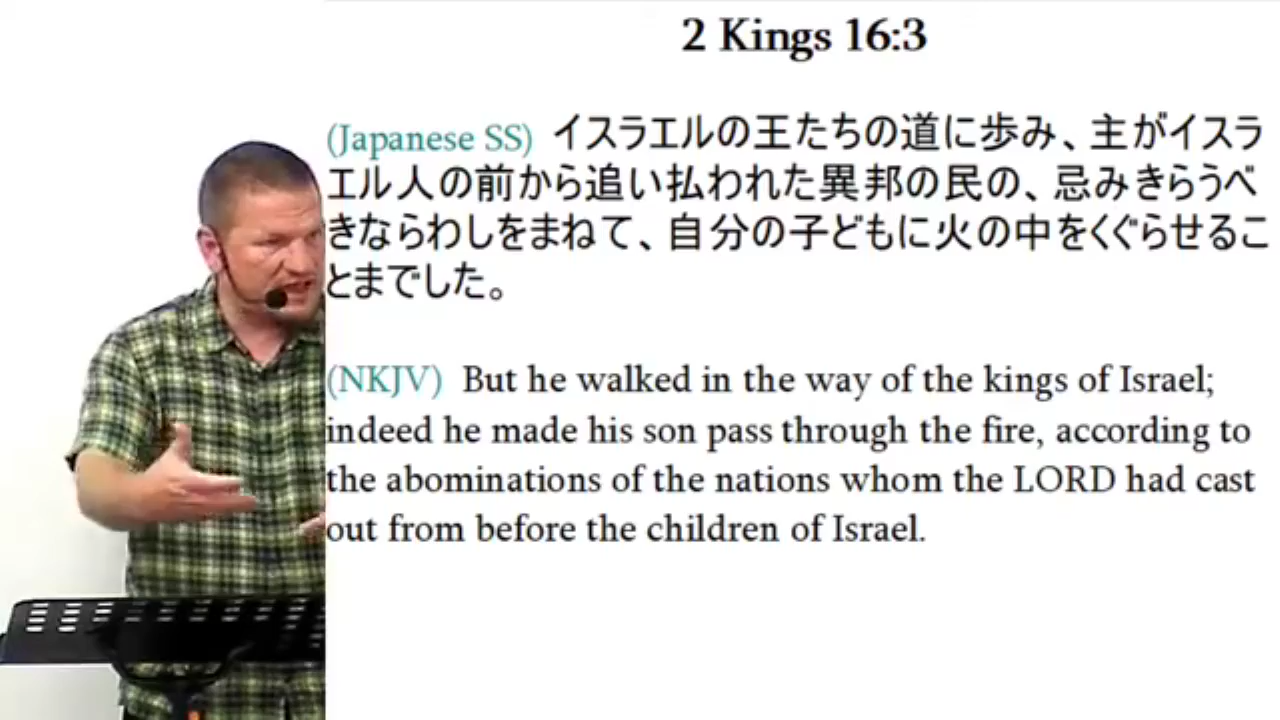 2 Kings 16:3
(Japanese SS) イスラエルの王たちの道に歩み、主がイスラ
エル人の前から追い払われた異邦の民の、忌みきらうべ
きならわしをまねて、自分の子どもに火の中をくぐらせるこ
とまでした。
(NKJV) But he walked in the way of the kings of Israel;
indeed he made his son pass through the fire, according to
the abominations of the nations whom the LORD had cast
out from before the children of Israel.